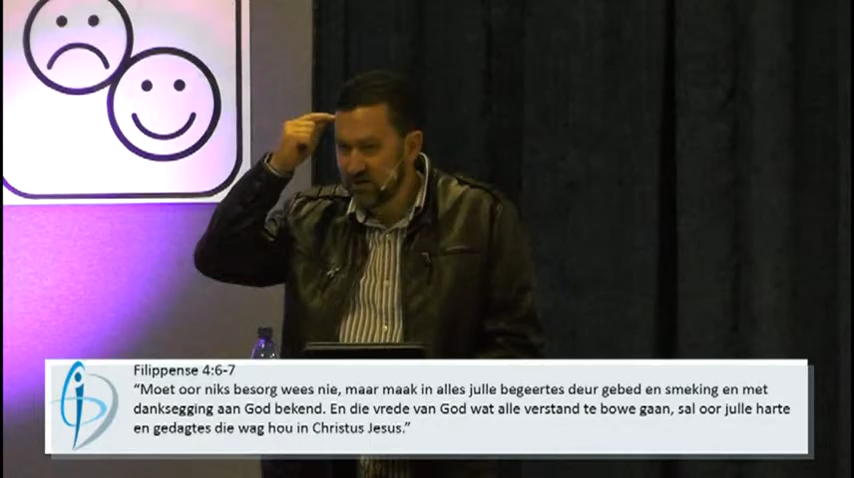 Filippense 4:6-7
“Moet oor niks besorg wees nie, maar maak in alles julle begeertes deur gebed en smeking en met
danksegging aan God bekend. En die vrede van God wat alle verstand te bowe gaan, sal oor julle harte
en gedagtes die wag hou in Christus Jesus.”